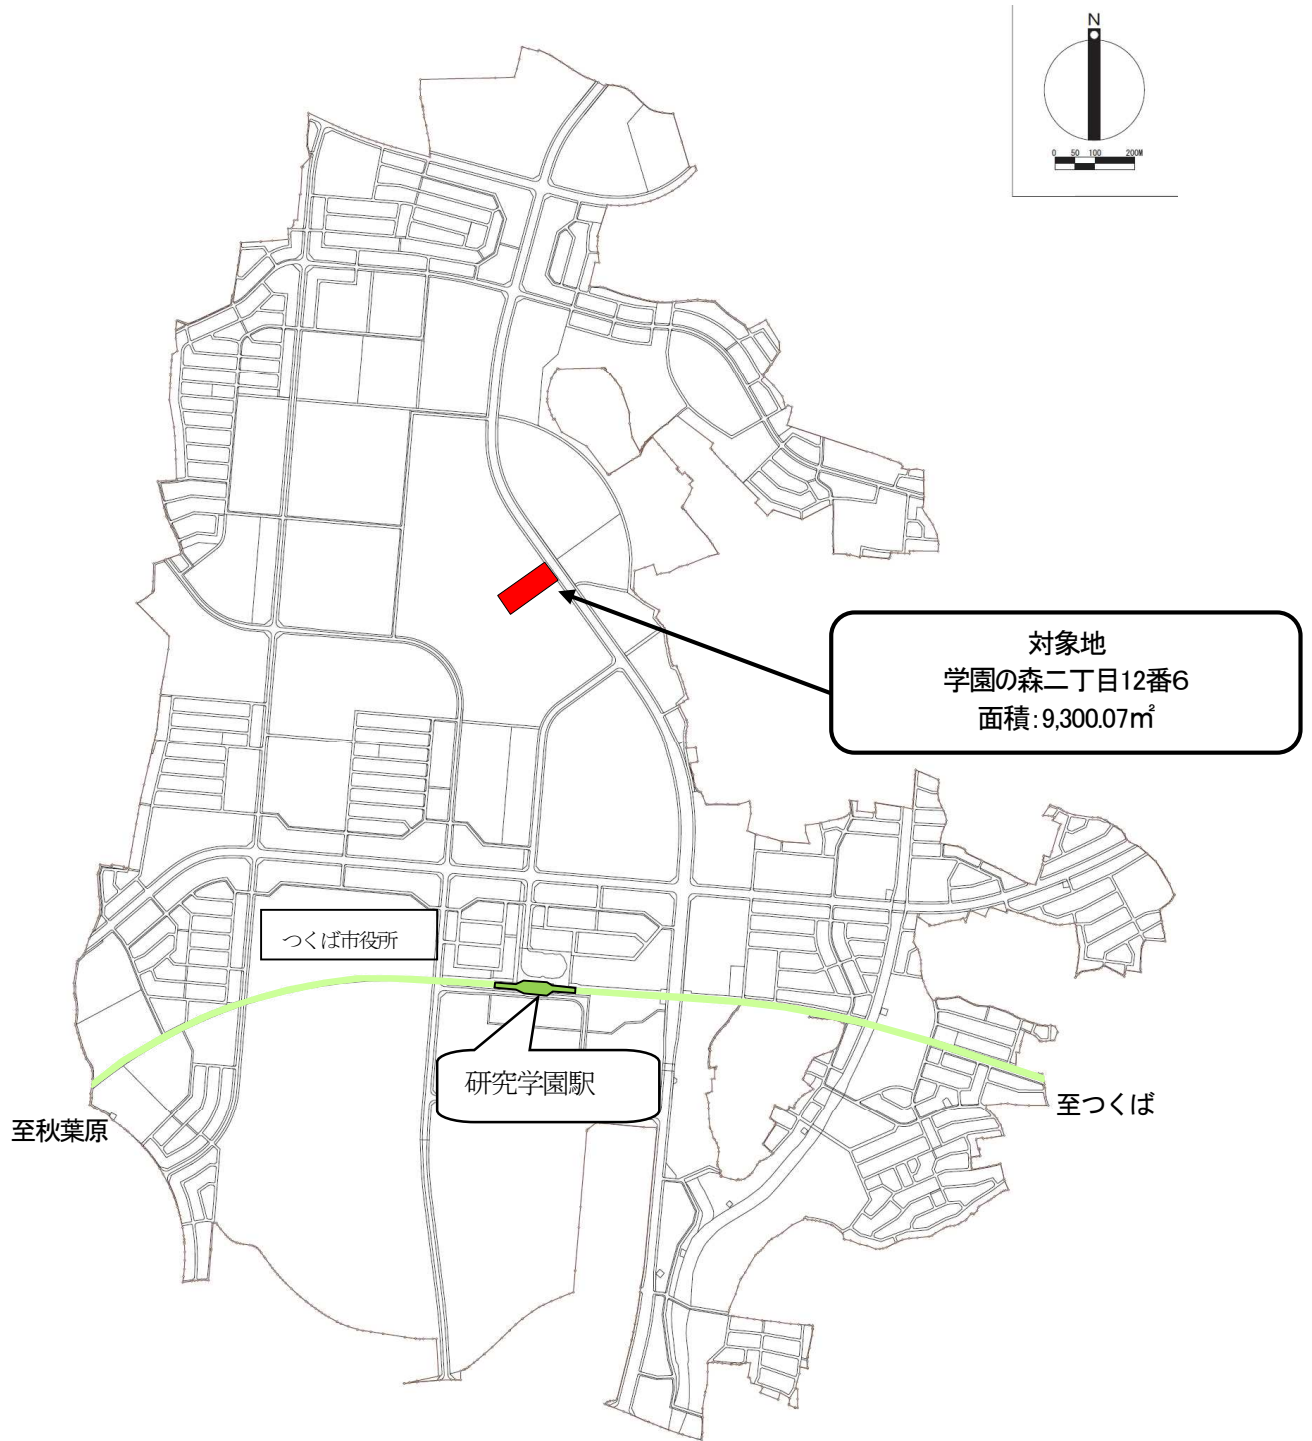 N
0 50 100 200M
対象地
学園の森二丁目12番6
面積:9,300.07㎡
つくば市役所
研究学園駅
至つくば
至秋葉原